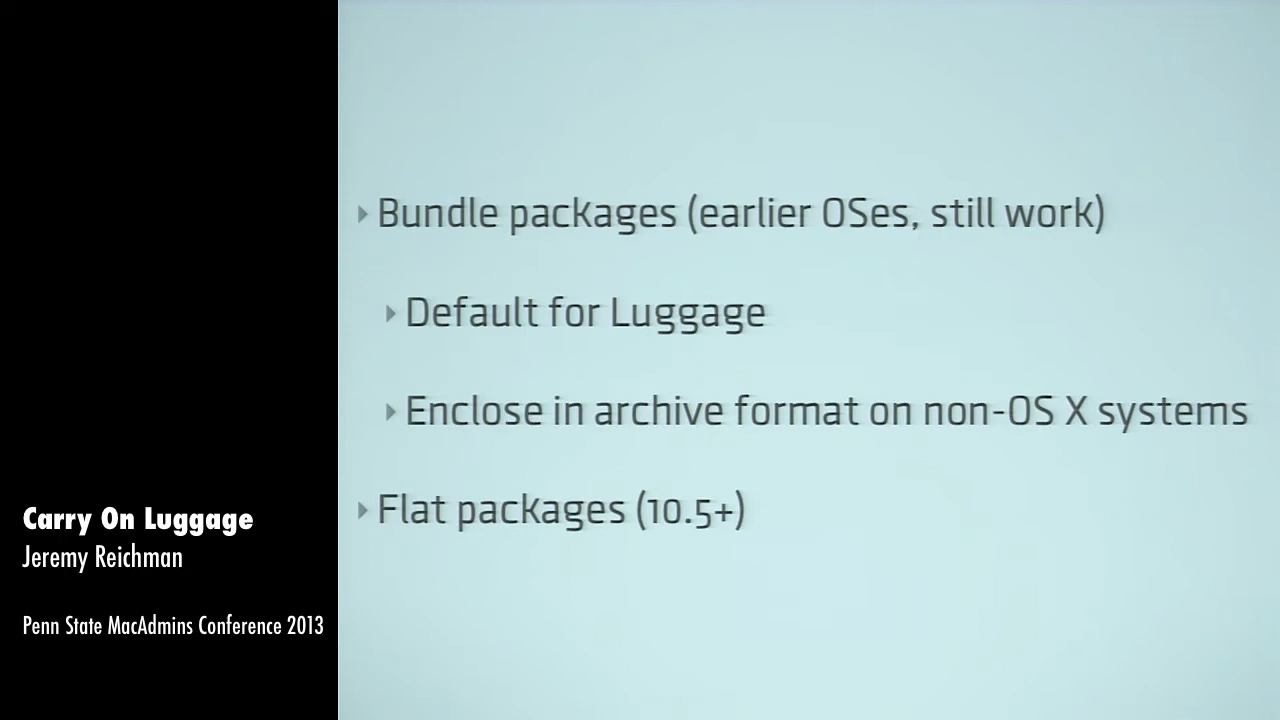 Bundle packages (earlier OSes, still work)
Default for Luggage
Enclose in archive format on non-OS X systems
Flat packages (10.5+)
Carry On Luggage
Jeremy Reichman
Penn State MacAdmins Conference 2013